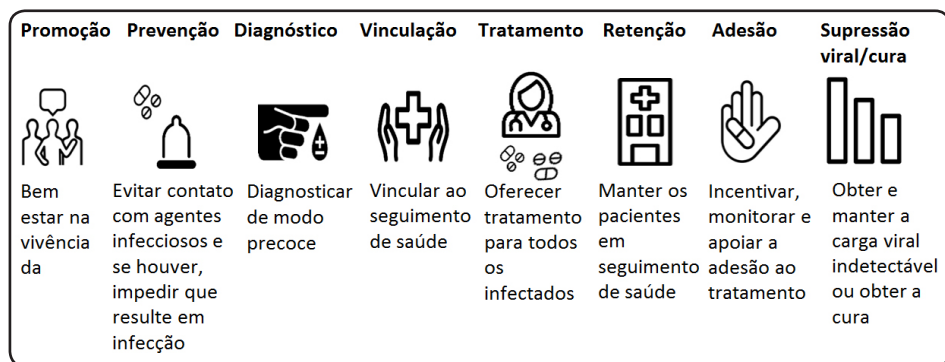 Promoção
Prevenção
Diagnóstico
Vinculação
Tratamento
Retenção
Adesão
Supressão
viral/cura
Bem
estar na
vivência
da
Evitar contato
com agentes
infecciosos e
se houver,
impedir que
resulte em
infecção
Diagnosticar
de modo
precoce
Vincular ao
seguimento
de saúde
Oferecer
tratamento
para todos
os
infectados
Manter os
pacientes
em
seguimento
de saúde
Incentivar,
monitorar e
apoiar a
adesão ao
tratamento
Obter e
manter a
carga viral
indetectável
ou obter a
cura